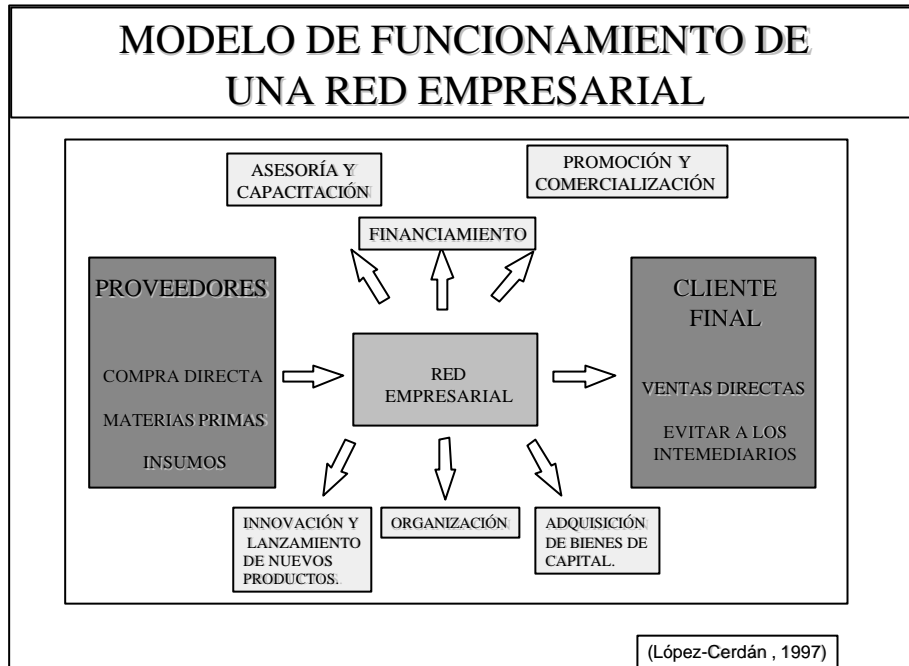 MODELO DE FUNCIONAMIENTO DE
UNA RED EMPRESARIAL
ASESORÍA Y
CAPACITACIÓN
PROMOCIÓN Y
COMERCIALIZACIÓN
FINANCIAMIENTO
PROVEEDORES
COMPRA DIRECTA
MATERIAS PRIMAS
INSUMOS
RED
EMPRESARIAL
CLIENTE
FINAL
VENTAS DIRECTAS
EVITAR A LOS
INTEMEDIARIOS
INNOVACIÓN Y
LANZAMIENTO
DE NUEVOS
PRODUCTOS.
ORGANIZACIÓN
ADQUISICIÓN
DE BIENES DE
CAPITAL.
(López-Cerdán , 1997)